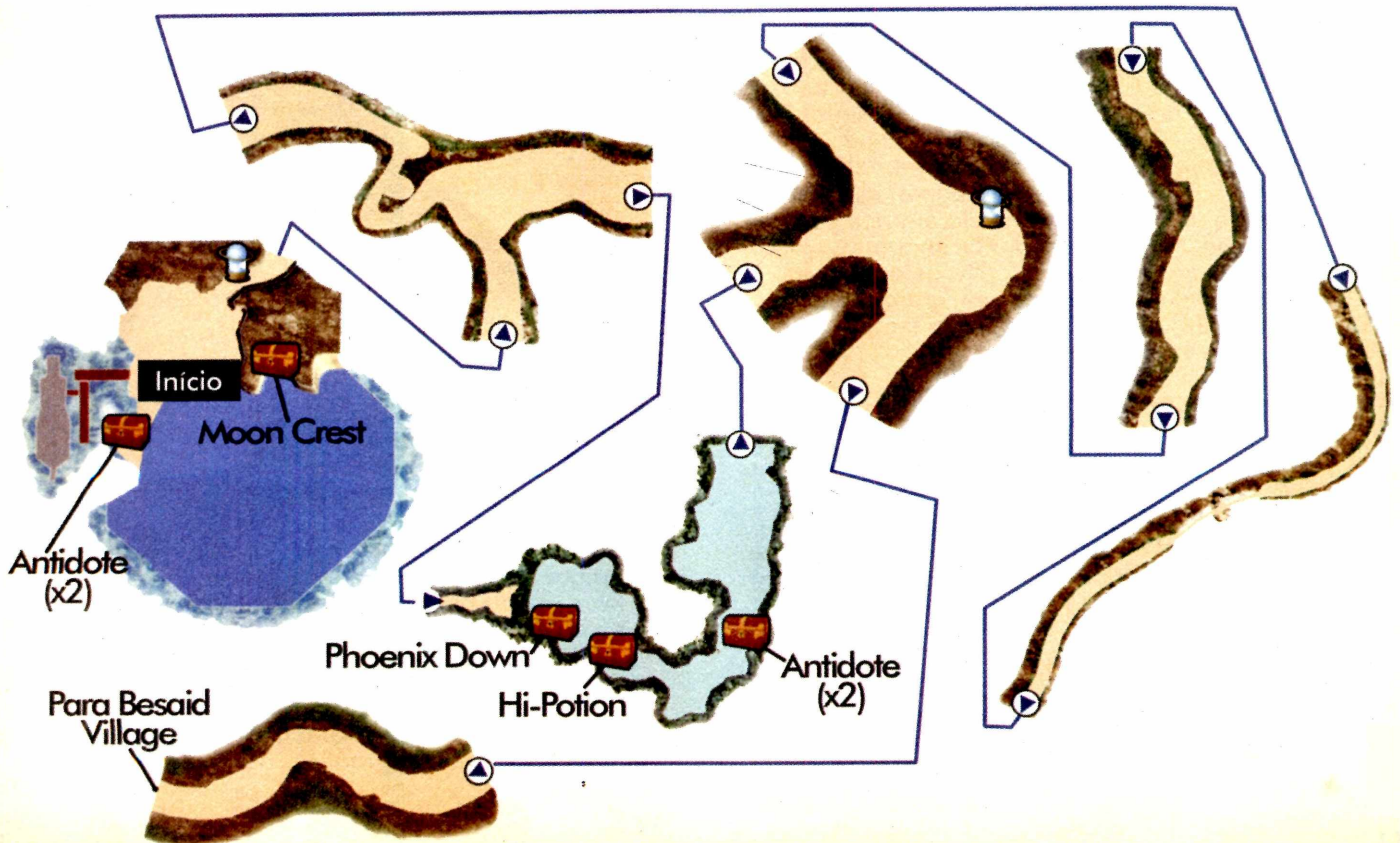 Início
Moon Crest
Antidote
(x2)
Phoenix Down
Hi-Potion
Antidote
(x2)
Para Besaid
Village